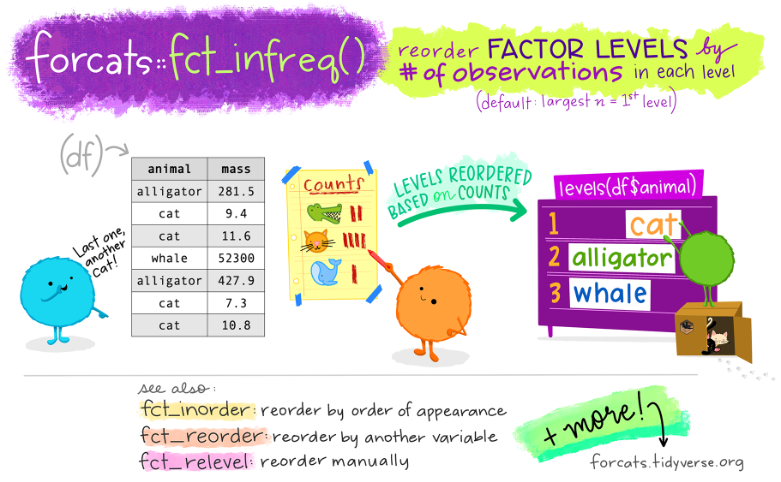 forcats::fct_infreq()
reorder FACTOR LEVELS by
# of observations in each level
(default: largest n = 1st level)
(df)
animal mass
alligator 281.5
cat 9.4
cat 11.6
whale 52300
alligator 427.9
cat 7.3
cat 10.8
Last one,
another
cat!
Counts
LEVELS REORDERED
BASED on COUNTS
levels(df$animal)
1 cat
2 alligator
3 whale
see also:
fct_inorder: reorder by order of appearance
fct_reorder: reorder by another variable
fct_relevel: reorder manually
+ more!
forcats.tidyverse.org